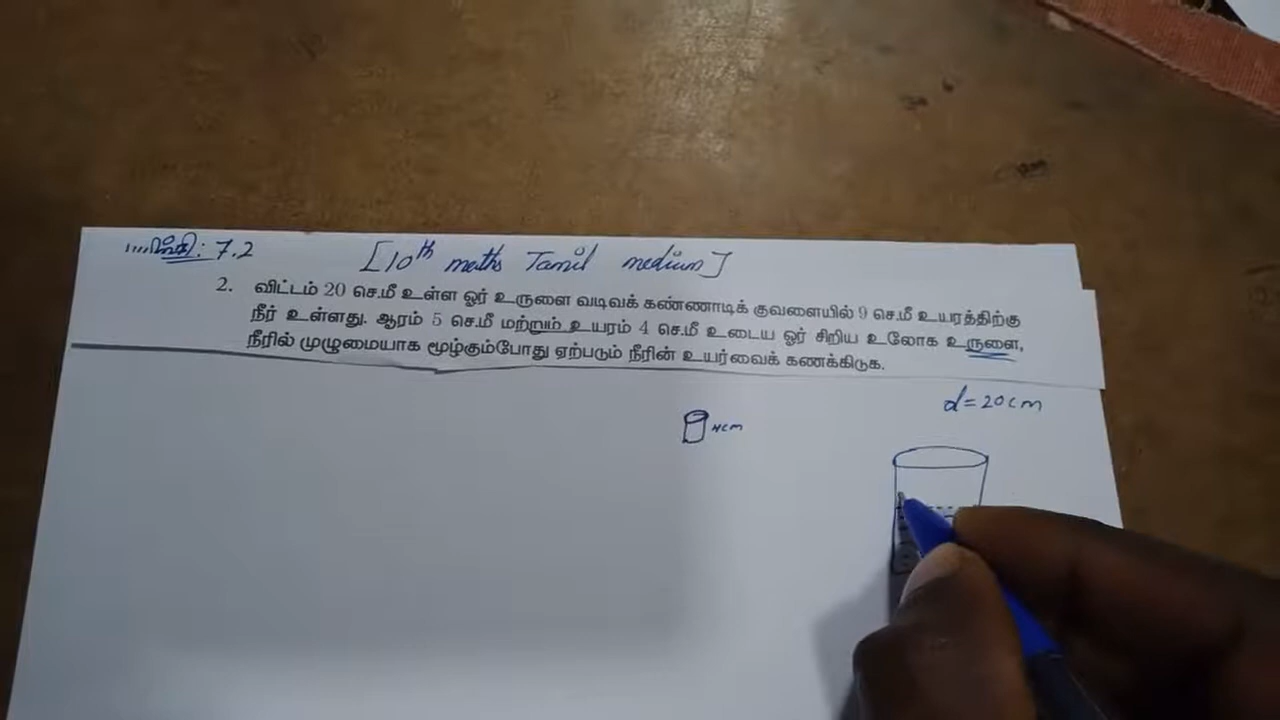 7.2
[10th maths Tamil medium]
2. விட்டம் 20 செ.மீ உள்ள ஓர் உருளை வடிவக் கண்ணாடிக் குவளையில் 9 செ.மீ உயரத்திற்கு
நீர் உள்ளது. ஆரம் 5 செ.மீ மற்றும் உயரம் 4 செ.மீ உடைய ஓர் சிறிய உலோக உருளை,
நீரில் முழுமையாக மூழ்கும்போது ஏற்படும் நீரின் உயர்வைக் கணக்கிடுக.
d=20cm
4cm